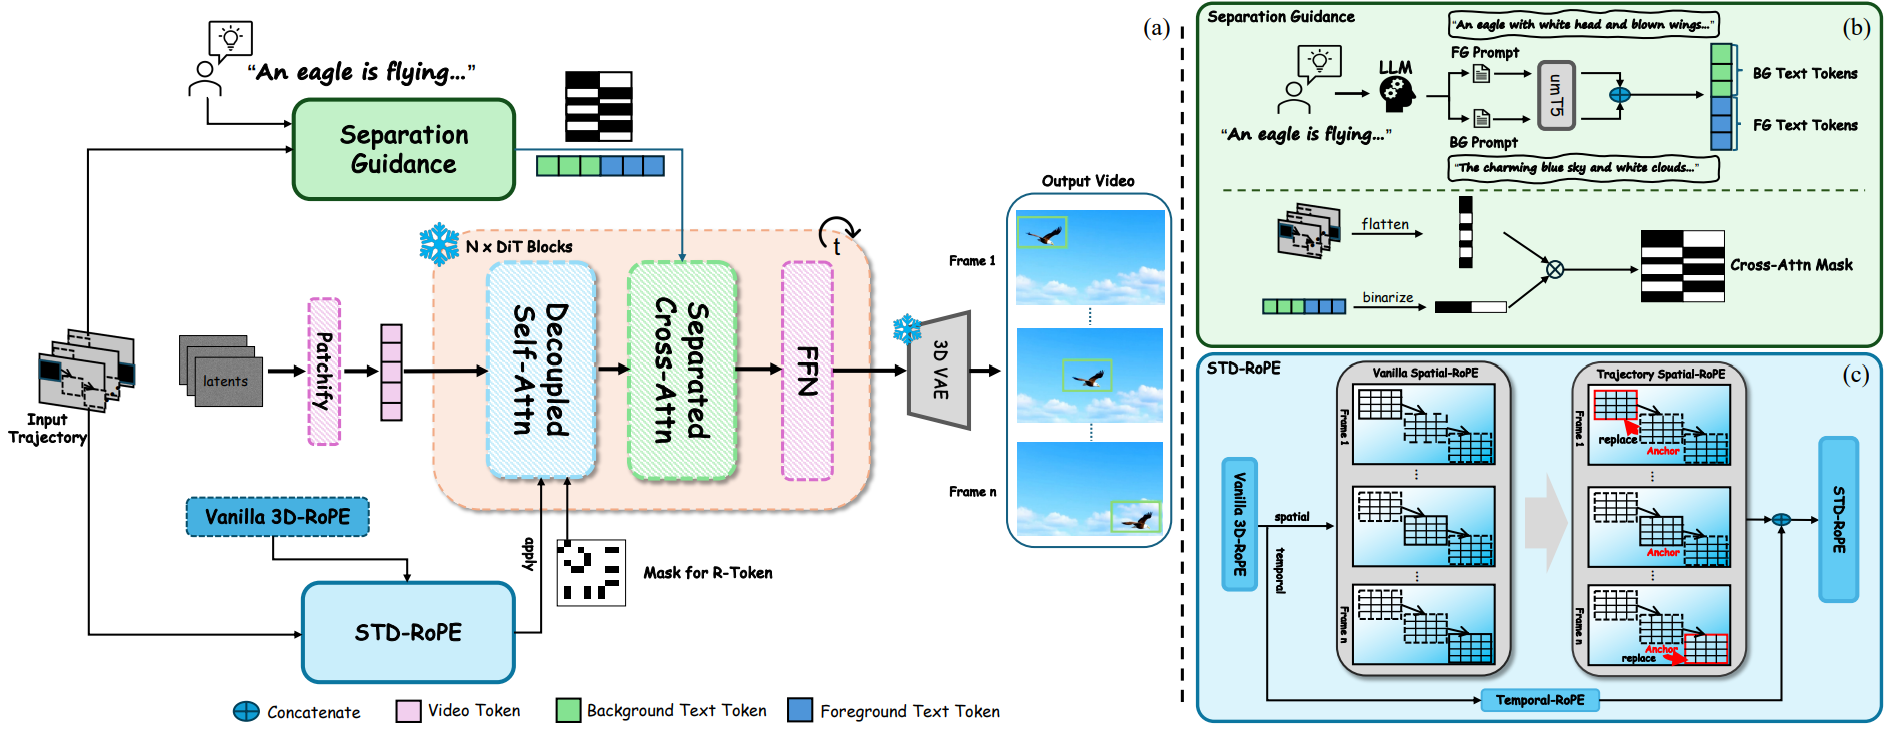 (a)
“An eagle is flying...”
Separation
Guidance
Output Video
N x DiT Blocks
t
Frame 1
Decoupled
Self-Attn
Separated
Cross-Attn
FFN
Patchify
latents
3D VAE
Input
Trajectory
Frame n
Vanilla 3D-RoPE
apply
Mask for R-Token
STD-RoPE
Concatenate
Video Token
Background Text Token
Foreground Text Token
Separation Guidance
(b)
“An eagle with white head and blown wings...”
FG Prompt
LLM
um T5
BG Text Tokens
FG Text Tokens
“An eagle is flying...”
BG Prompt
“The charming blue sky and white clouds...”
flatten
Cross-Attn Mask
binarize
STD-RoPE
(c)
Vanilla Spatial-RoPE
Trajectory Spatial-RoPE
Frame 1
Frame 1
replace
Anchor
...
...
Vanilla 3D-RoPE
spatial
temporal
Anchor
STD-RoPE
...
...
Frame n
Frame n
Anchor
replace
Temporal-RoPE